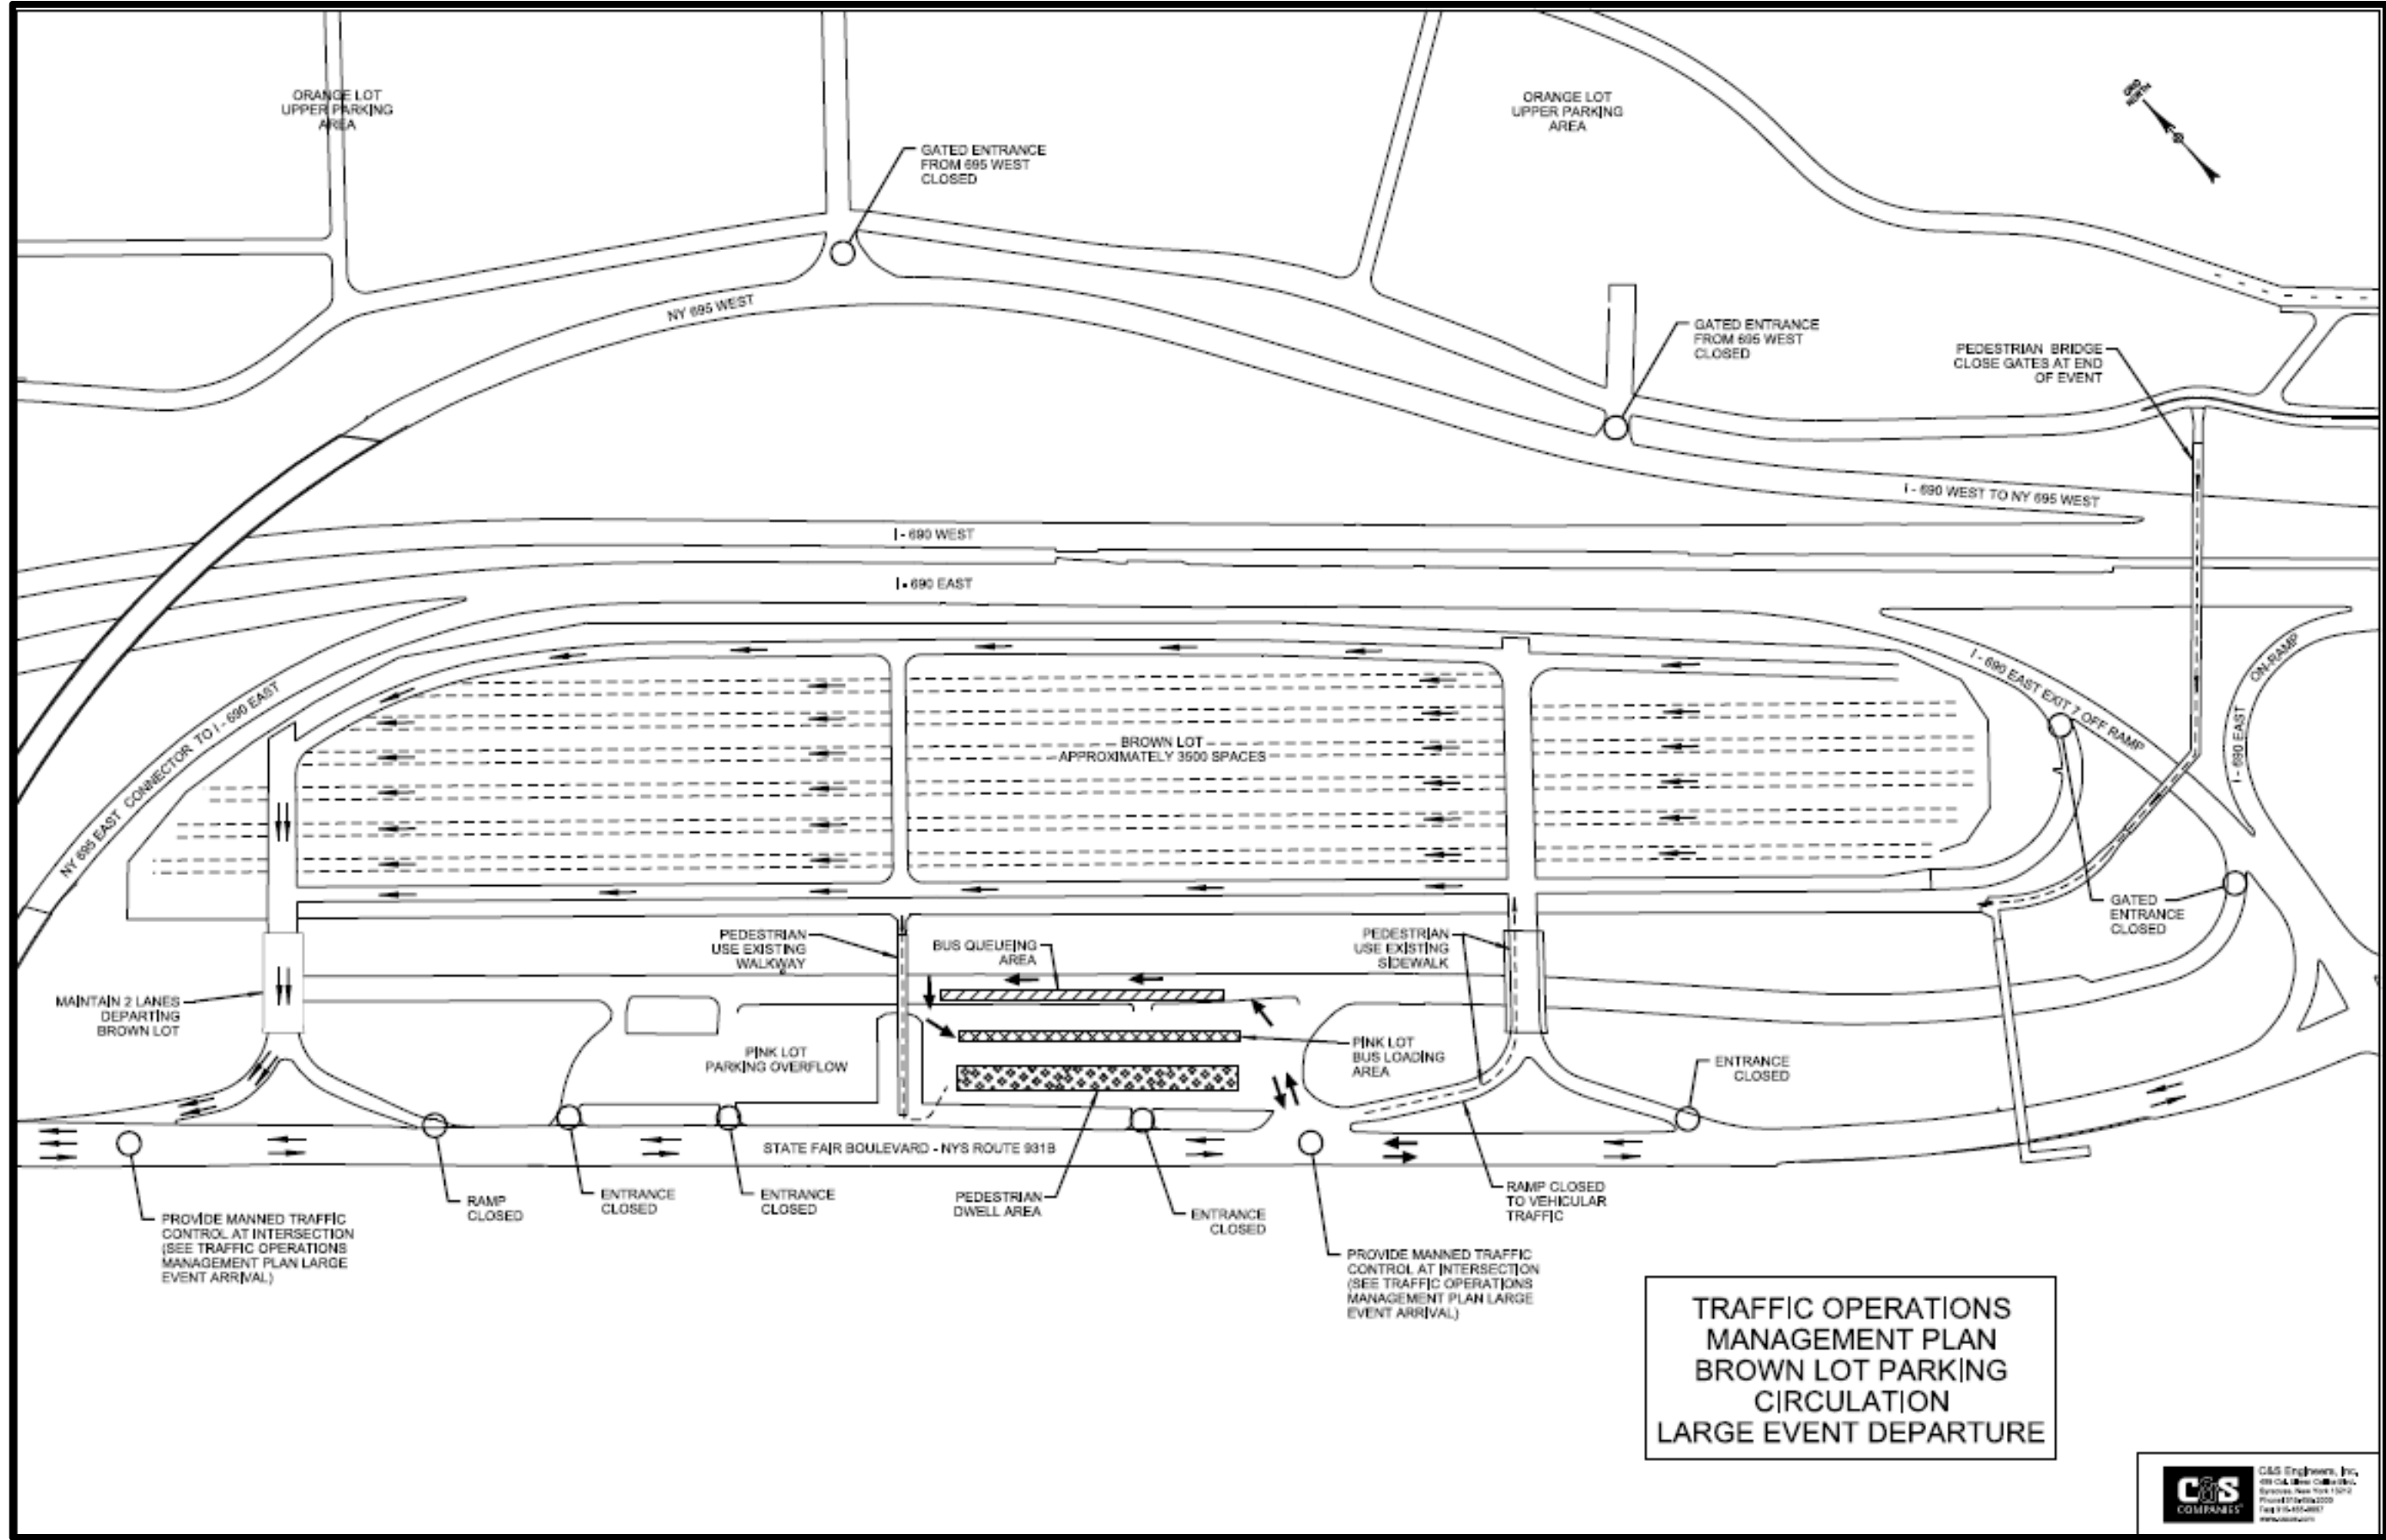 ORANGE LOT
UPPER PARKING
AREA
GATED ENTRANCE
FROM 695 WEST
CLOSED
ORANGE LOT
UPPER PARKING
AREA
GRID
NORTH
NY 695 WEST
GATED ENTRANCE
FROM 695 WEST
CLOSED
PEDESTRIAN BRIDGE
CLOSE GATES AT END
OF EVENT
I - 690 WEST TO NY 695 WEST
I - 690 WEST
I - 690 EAST
NY 695 EAST CONNECTOR TO I - 690 EAST
I - 690 EAST EXIT 7 OFF RAMP
I - 690 EAST ON-RAMP
BROWN LOT
APPROXIMATELY 3500 SPACES
GATED
ENTRANCE
CLOSED
PEDESTRIAN
USE EXISTING
WALKWAY
BUS QUEUEING
AREA
PEDESTRIAN
USE EXISTING
SIDEWALK
MAINTAIN 2 LANES
DEPARTING
BROWN LOT
PINK LOT
PARKING OVERFLOW
PINK LOT
BUS LOADING
AREA
ENTRANCE
CLOSED
STATE FAIR BOULEVARD - NYS ROUTE 931B
RAMP
CLOSED
ENTRANCE
CLOSED
ENTRANCE
CLOSED
PEDESTRIAN
DWELL AREA
ENTRANCE
CLOSED
RAMP CLOSED
TO VEHICULAR
TRAFFIC
PROVIDE MANNED TRAFFIC
CONTROL AT INTERSECTION
(SEE TRAFFIC OPERATIONS
MANAGEMENT PLAN LARGE
EVENT ARRIVAL)
PROVIDE MANNED TRAFFIC
CONTROL AT INTERSECTION
(SEE TRAFFIC OPERATIONS
MANAGEMENT PLAN LARGE
EVENT ARRIVAL)
TRAFFIC OPERATIONS
MANAGEMENT PLAN
BROWN LOT PARKING
CIRCULATION
LARGE EVENT DEPARTURE
C&S
COMPANIES
C&S Engineers, Inc.
Syracuse, New York 13212